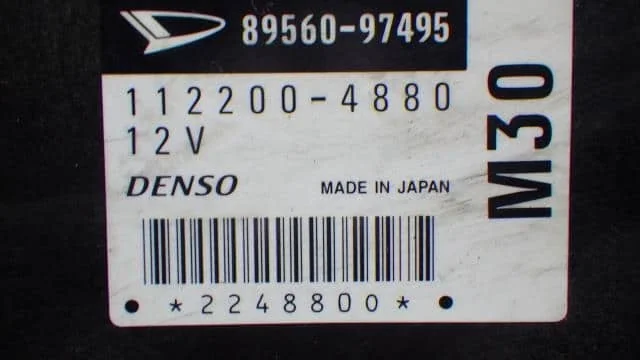 89560-97495
112200-4880
12V
DENSO MADE IN JAPAN
*2248800*
M30